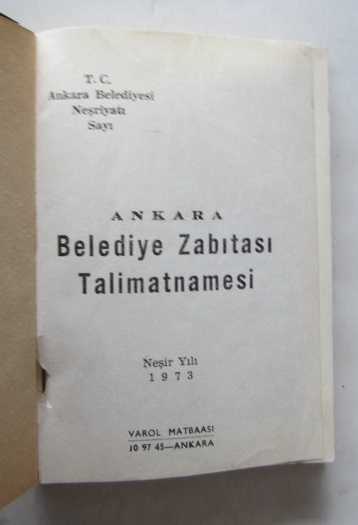 T. C.
Ankara Belediyesi
Neşriyatı
Sayı
ANKARA
Belediye Zabıtası
Talimatnamesi
Neşir Yılı
1973
VAROL MATBAASI
10 97 45—ANKARA